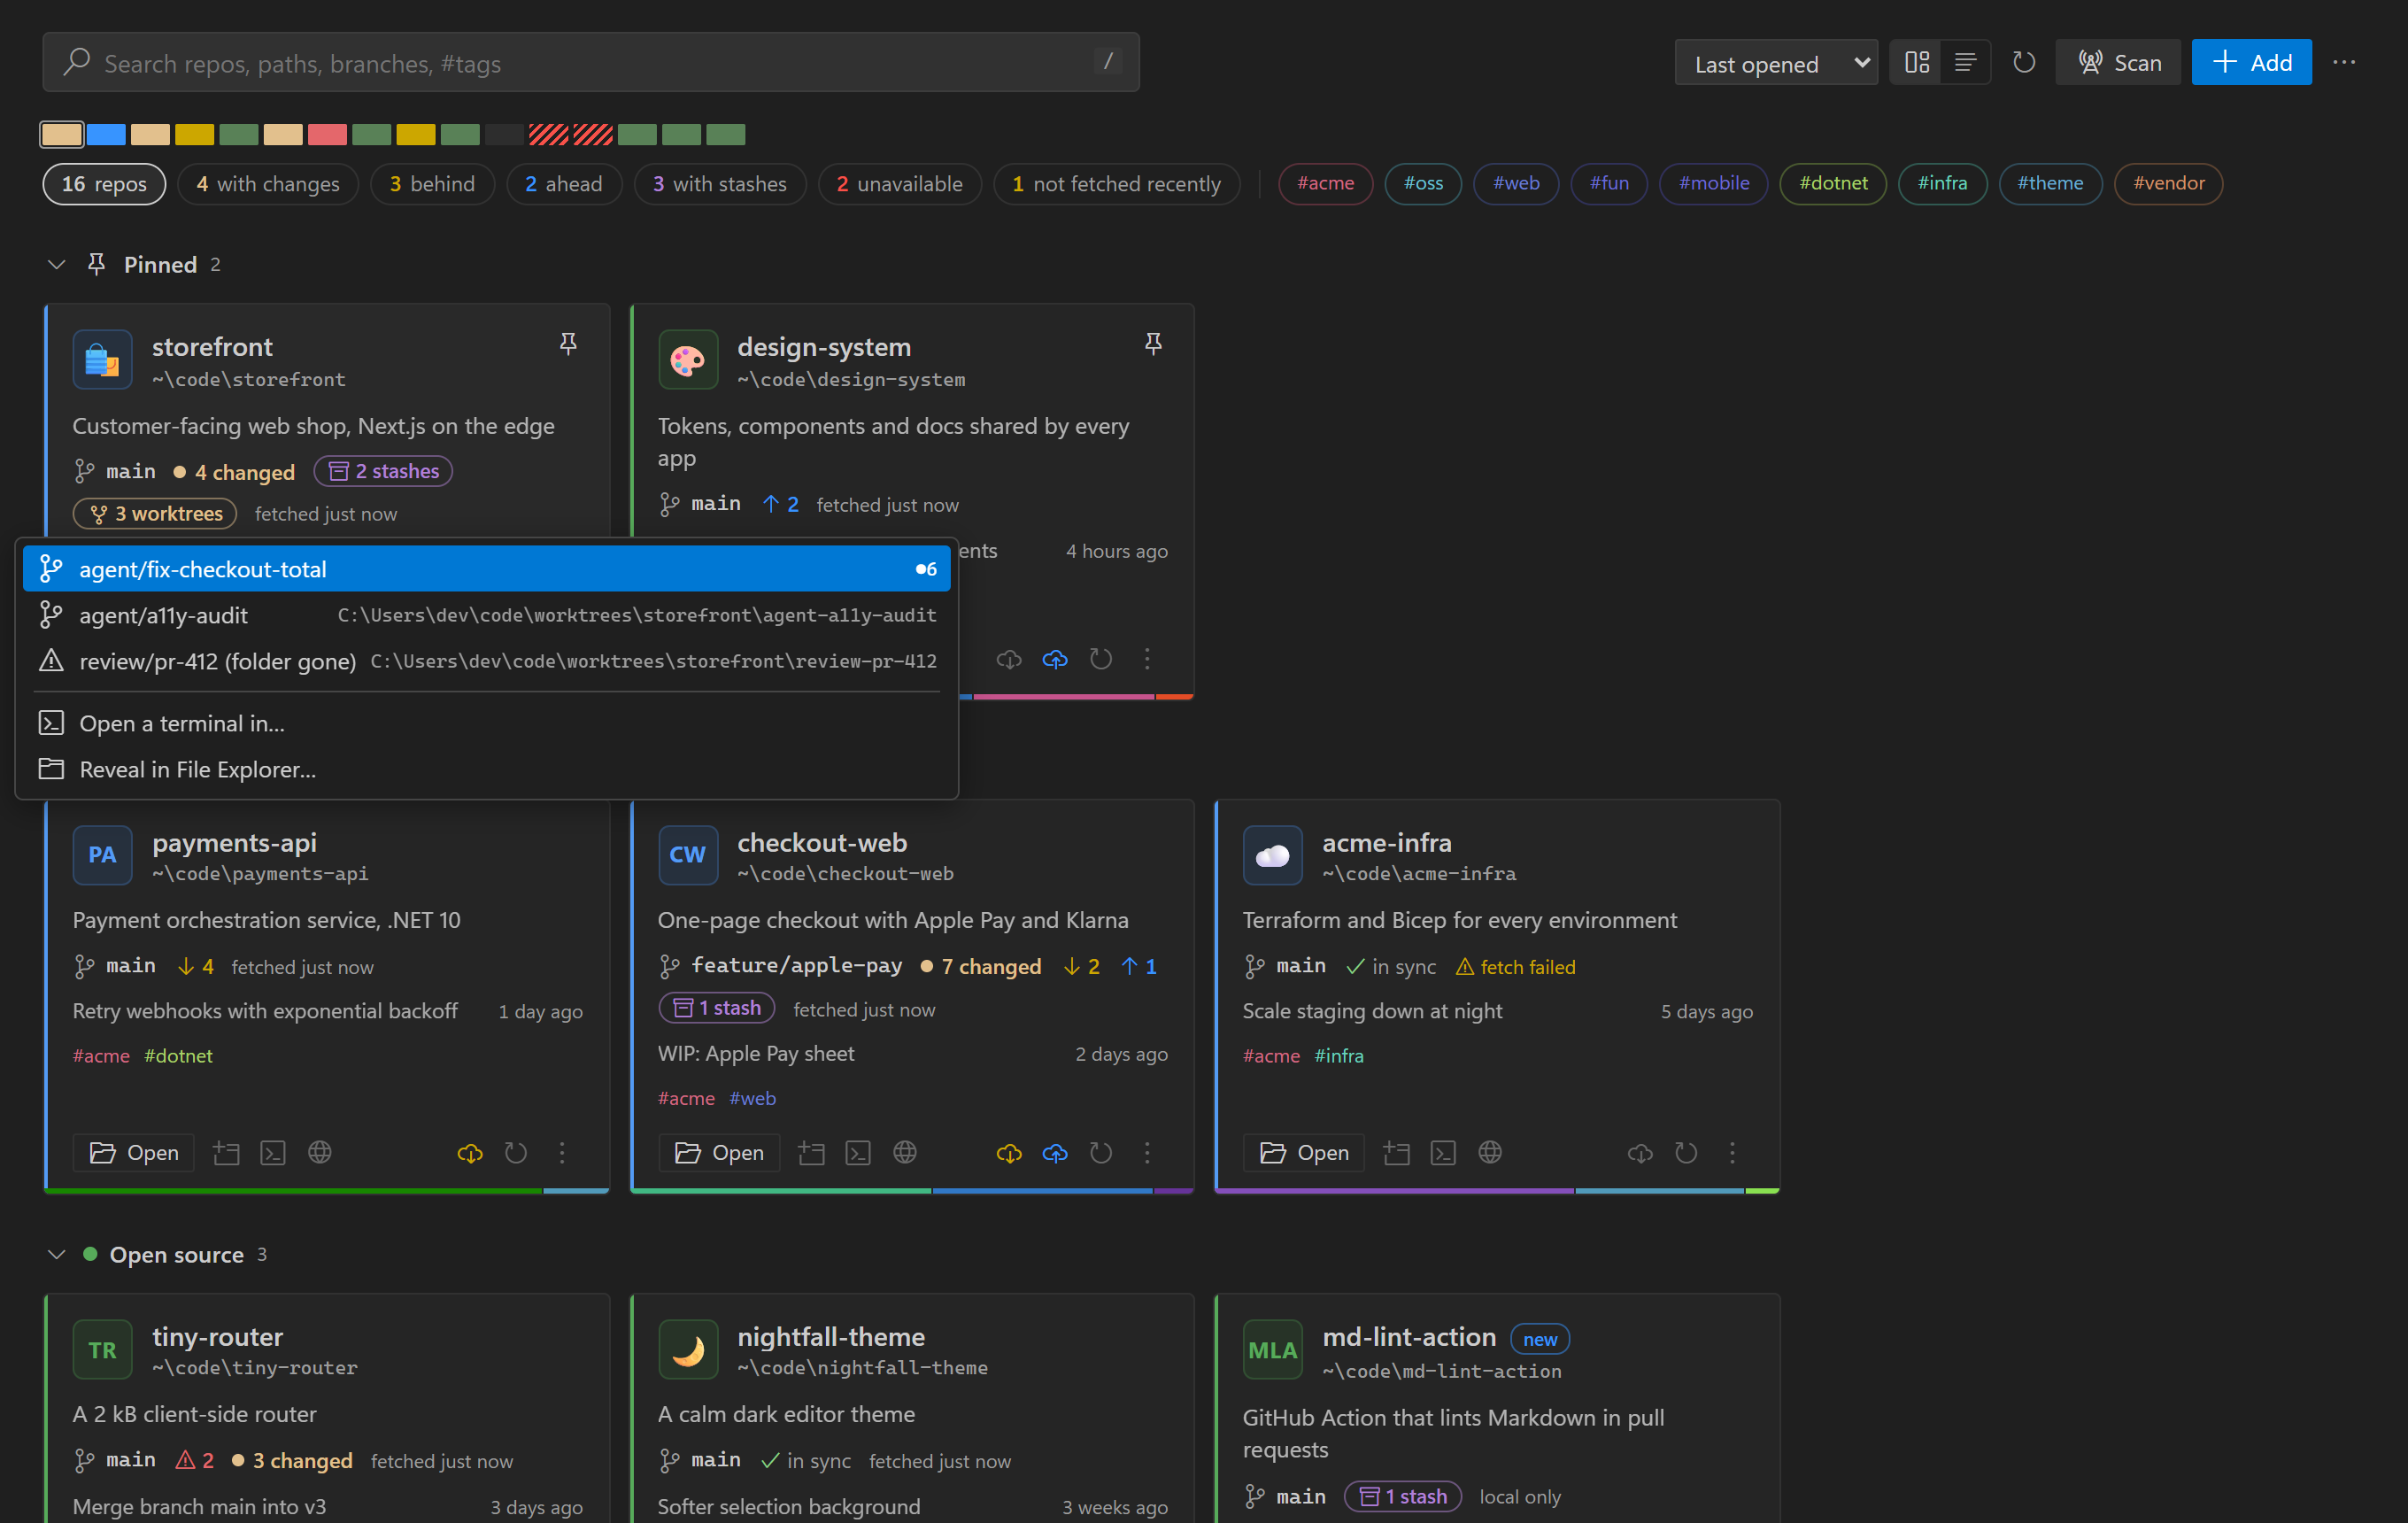 Search repos, paths, branches, #tags /
Last opened
Scan
Add
16 repos
4 with changes
3 behind
2 ahead
3 with stashes
2 unavailable
1 not fetched recently
#acme
#oss
#web
#fun
#mobile
#dotnet
#infra
#theme
#vendor
Pinned 2
storefront
~\code\storefront
Customer-facing web shop, Next.js on the edge
main 4 changed 2 stashes
3 worktrees fetched just now
design-system
~\code\design-system
Tokens, components and docs shared by every
app
main ↑ 2 fetched just now
ents 4 hours ago
agent/fix-checkout-total ●6
agent/a11y-audit C:\Users\dev\code\worktrees\storefront\agent-a11y-audit
review/pr-412 (folder gone) C:\Users\dev\code\worktrees\storefront\review-pr-412
Open a terminal in...
Reveal in File Explorer...
PA
payments-api
~\code\payments-api
Payment orchestration service, .NET 10
main ↓ 4 fetched just now
Retry webhooks with exponential backoff 1 day ago
#acme #dotnet
Open
CW
checkout-web
~\code\checkout-web
One-page checkout with Apple Pay and Klarna
feature/apple-pay 7 changed ↓ 2 ↑ 1
1 stash fetched just now
WIP: Apple Pay sheet 2 days ago
#acme #web
Open
acme-infra
~\code\acme-infra
Terraform and Bicep for every environment
main in sync fetch failed
Scale staging down at night 5 days ago
#acme #infra
Open
Open source 3
TR
tiny-router
~\code\tiny-router
A 2 kB client-side router
main 2 3 changed fetched just now
Merge branch main into v3 3 days ago
nightfall-theme
~\code\nightfall-theme
A calm dark editor theme
main in sync fetched just now
Softer selection background 3 weeks ago
MLA
md-lint-action new
~\code\md-lint-action
GitHub Action that lints Markdown in pull
requests
main 1 stash local only